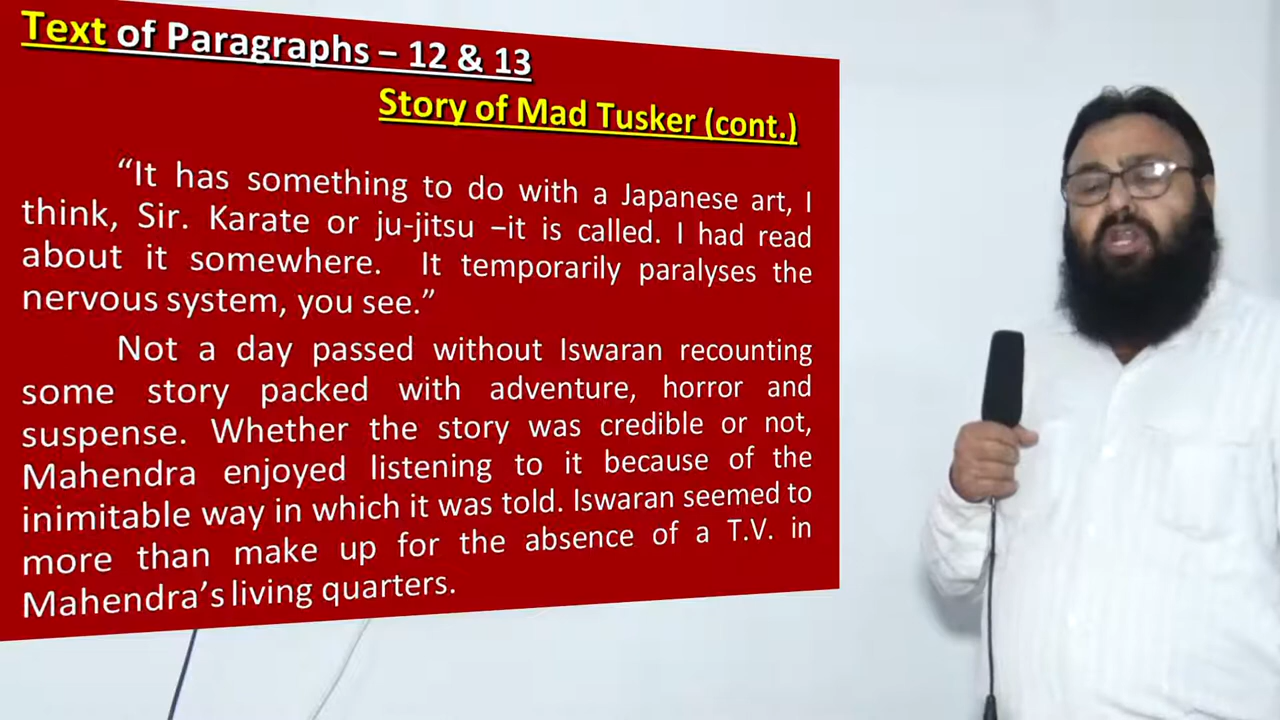 Text of Paragraphs – 12 & 13
Story of Mad Tusker (cont.)
“It has something to do with a Japanese art, I
think, Sir. Karate or ju-jitsu –it is called. I had read
about it somewhere. It temporarily paralyses the
nervous system, you see.”
Not a day passed without Iswaran recounting
some story packed with adventure, horror and
suspense. Whether the story was credible or not,
Mahendra enjoyed listening to it because of the
inimitable way in which it was told. Iswaran seemed to
more than make up for the absence of a T.V. in
Mahendra’s living quarters.